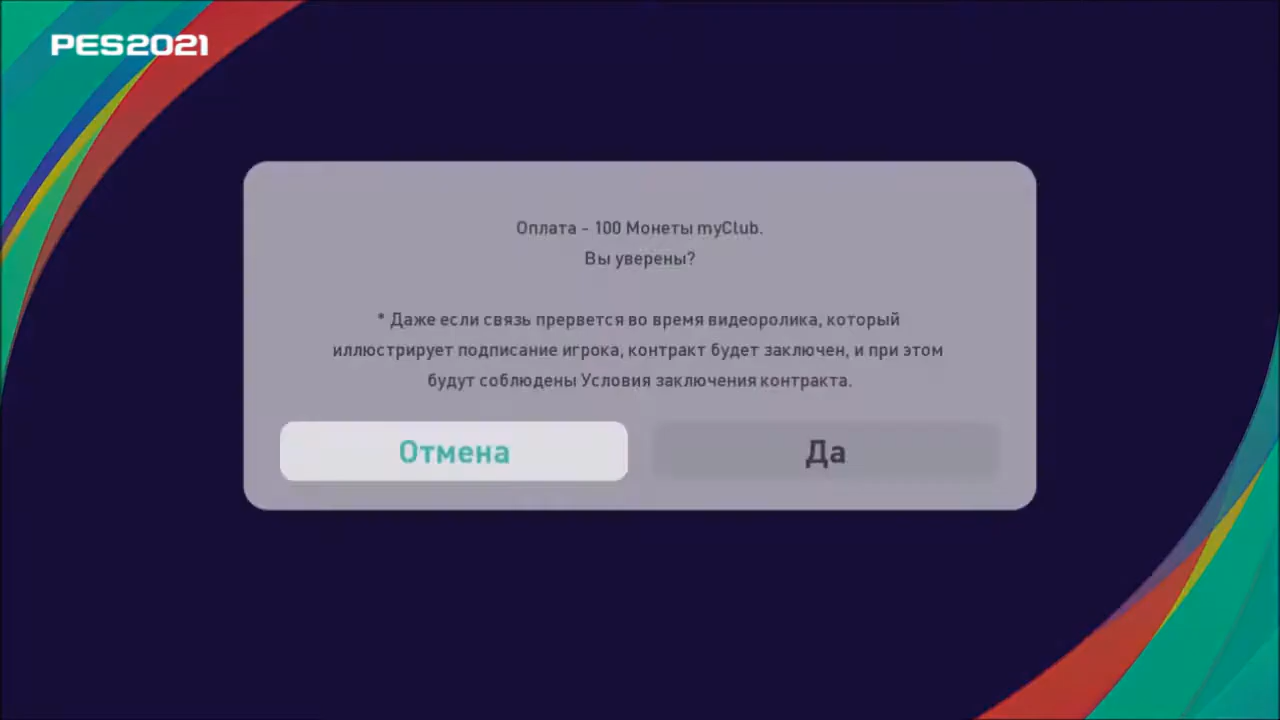 PES2021
Оплата - 100 Монеты myClub.
Вы уверены?
* Даже если связь прервется во время видеоролика, который
иллюстрирует подписание игрока, контракт будет заключен, и при этом
будут соблюдены Условия заключения контракта.
Отмена
Да